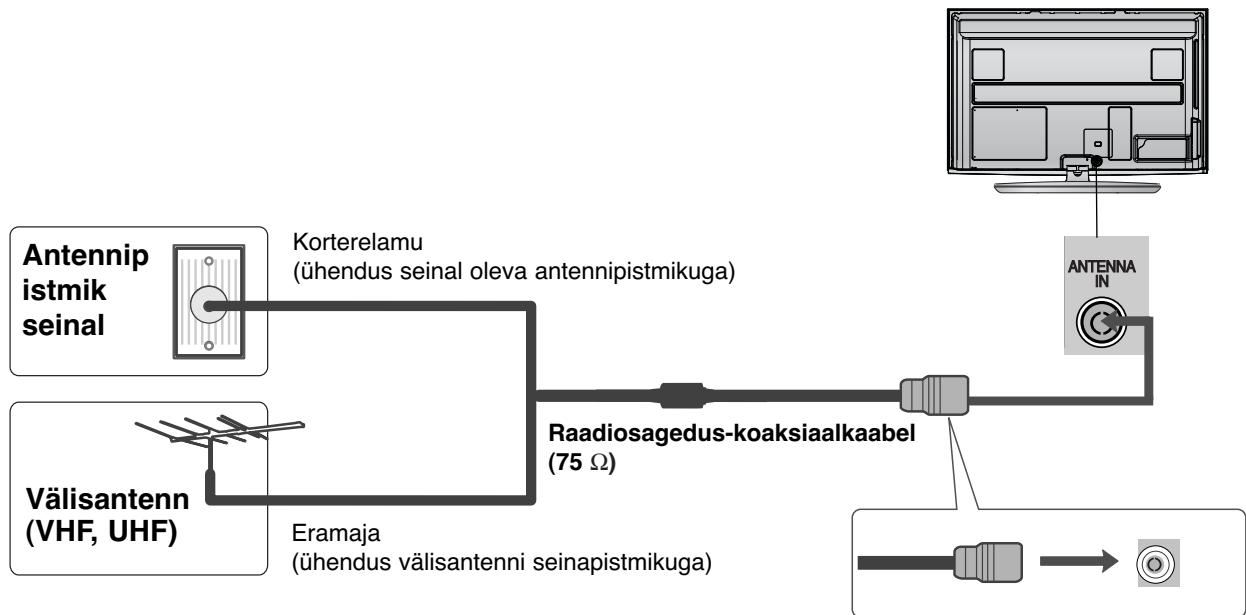 Antennip
istmik
seinal
Korterelamu
(ühendus seinal oleva antennipistmikuga)
ANTENNA
IN
Raadiosagedus-koaksiaalkaabel
(75 Ω)
Välisantenn
(VHF, UHF)
Eramaja
(ühendus välisantenni seinapistmikuga)